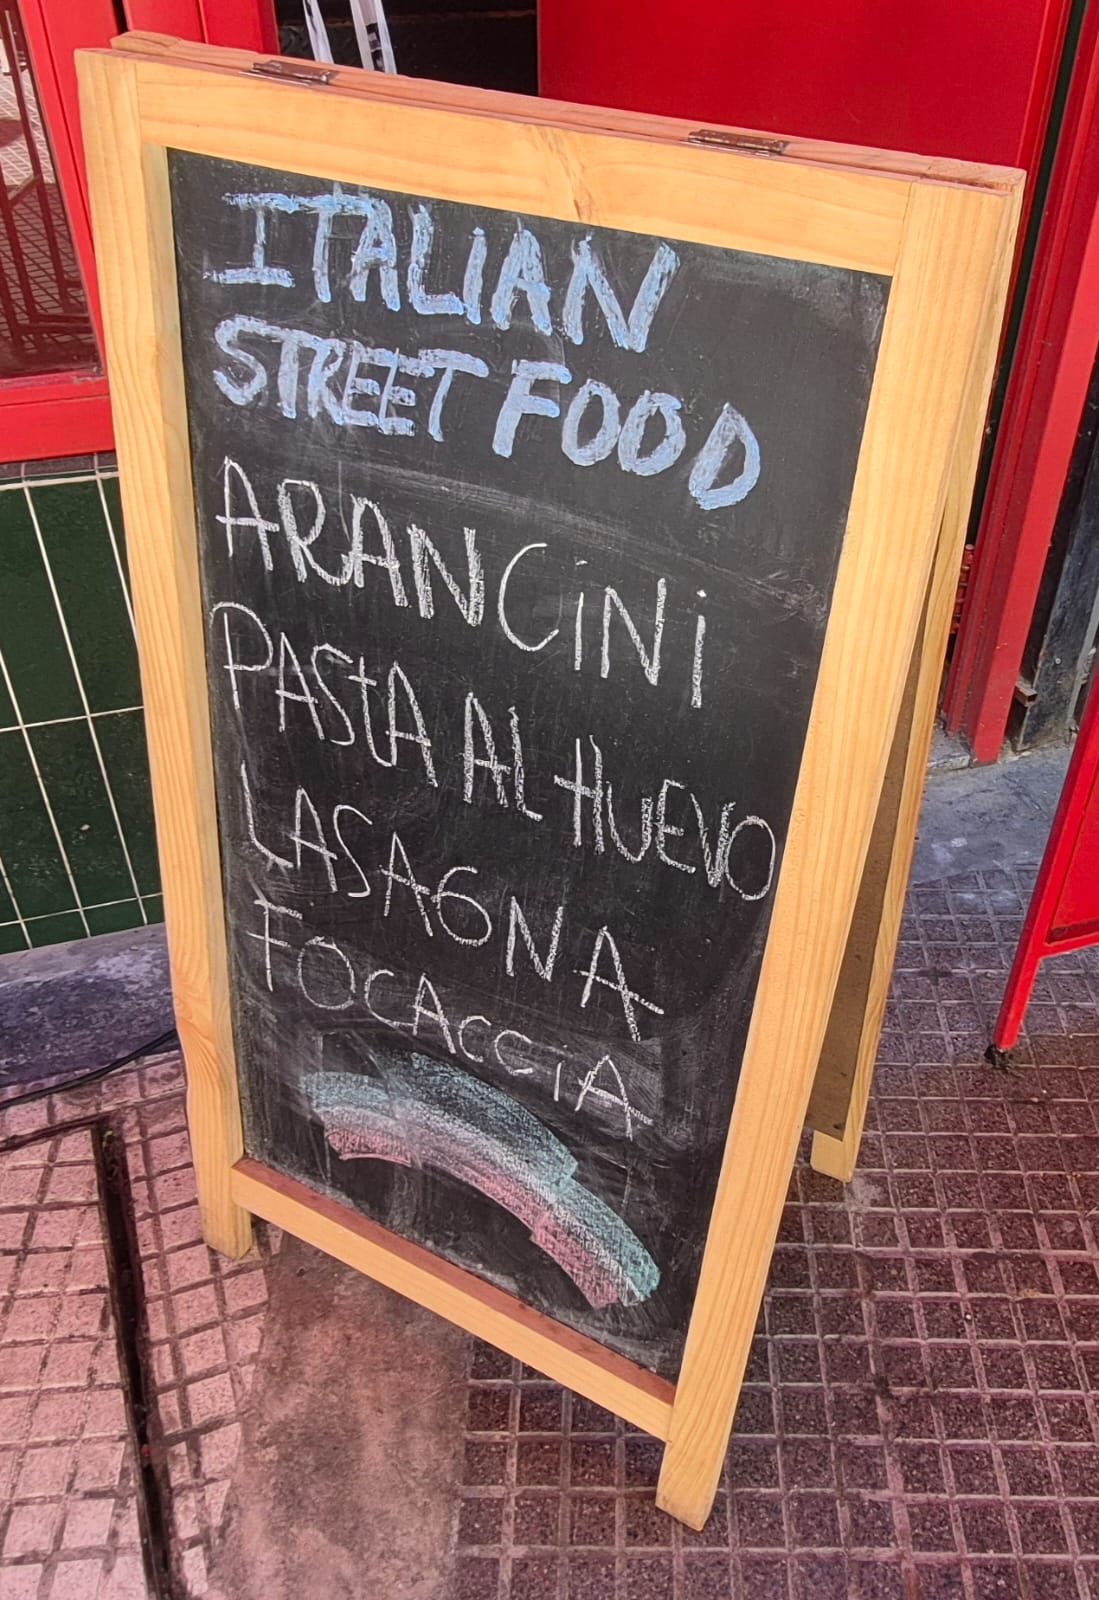 ITALIAN
STREET FOOD
ARANCiNi
PAStA AL HUEVO
LASAGNA
FOCACCIA